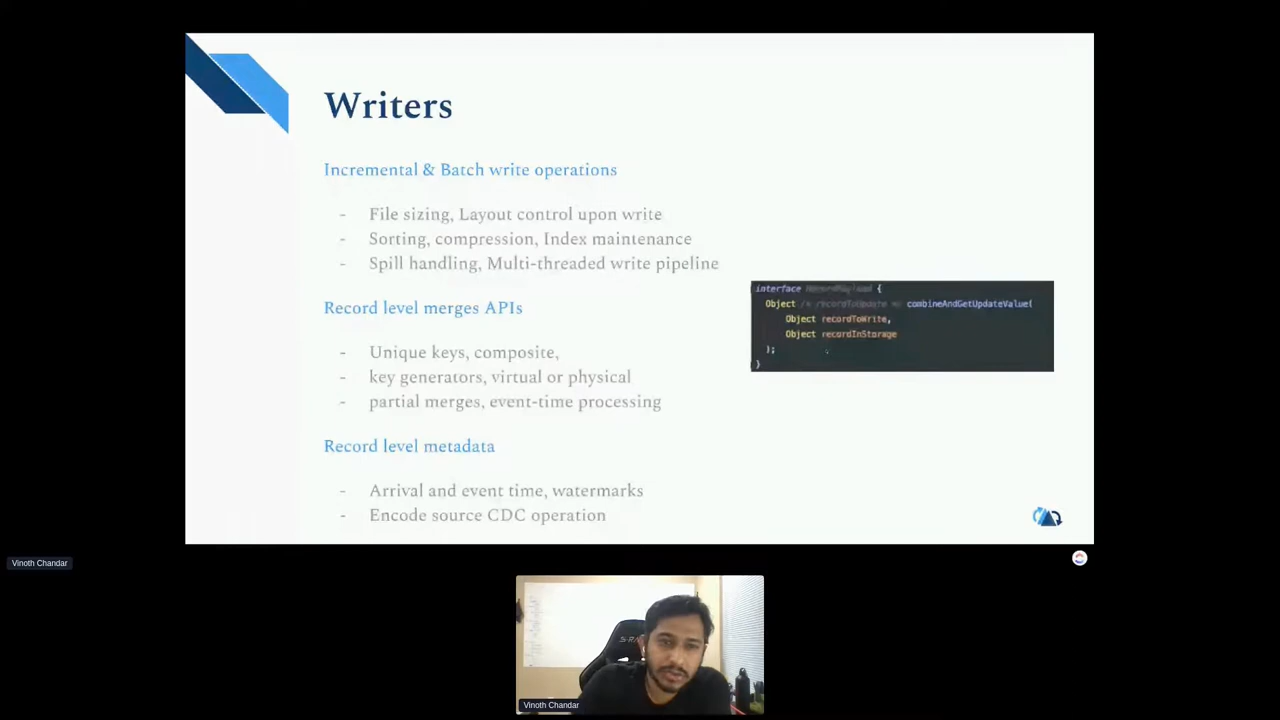 Writers
Incremental & Batch write operations
- File sizing, Layout control upon write
- Sorting, compression, Index maintenance
- Spill handling, Multi-threaded write pipeline
Record level merges APIs
- Unique keys, composite,
- key generators, virtual or physical
- partial merges, event-time processing
Record level metadata
- Arrival and event time, watermarks
- Encode source CDC operation
interface {
Object combineAndGetUpdateValue(
Object recordToWrite,
Object recordInStorage
);
}
Vinoth Chandar
Vinoth Chandar